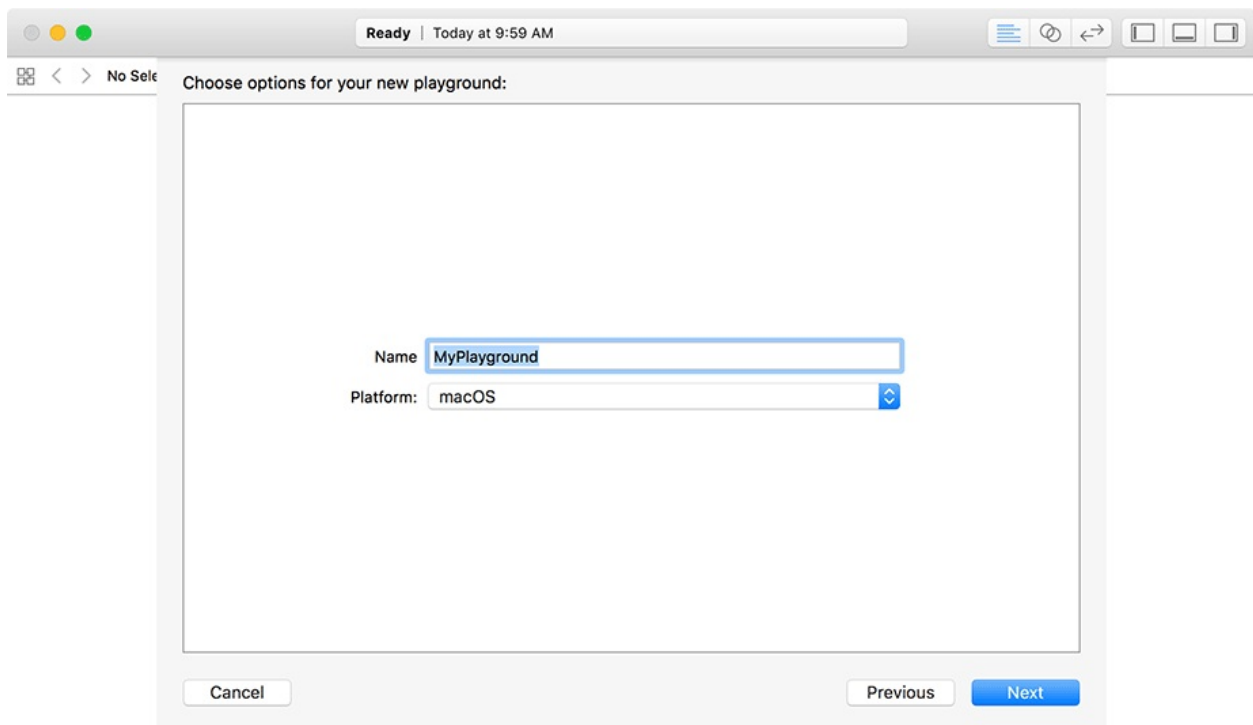 Ready | Today at 9:59 AM
No Sele
Choose options for your new playground:
Name MyPlayground
Platform: macOS
Cancel Previous Next